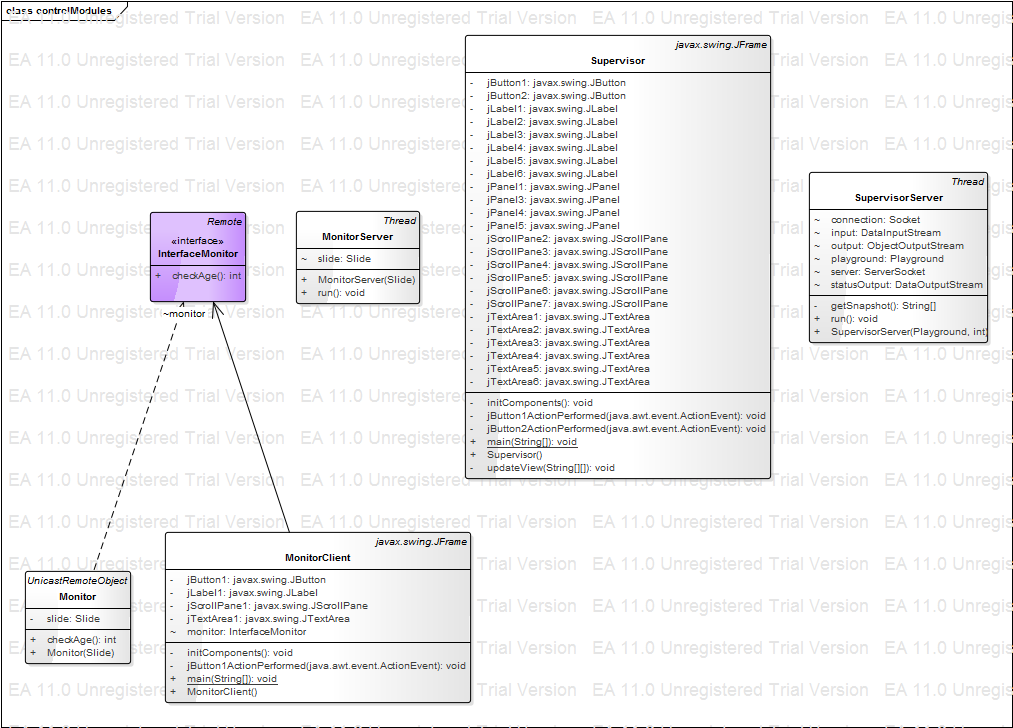 class controlModules
javax.swing.JFrame
Supervisor
- jButton1: javax.swing.JButton
- jButton2: javax.swing.JButton
- jLabel1: javax.swing.JLabel
- jLabel2: javax.swing.JLabel
- jLabel3: javax.swing.JLabel
- jLabel4: javax.swing.JLabel
- jLabel5: javax.swing.JLabel
- jLabel6: javax.swing.JLabel
- jPanel1: javax.swing.JPanel
- jPanel3: javax.swing.JPanel
- jPanel4: javax.swing.JPanel
- jPanel5: javax.swing.JPanel
- jScrollPane2: javax.swing.JScrollPane
- jScrollPane3: javax.swing.JScrollPane
- jScrollPane4: javax.swing.JScrollPane
- jScrollPane5: javax.swing.JScrollPane
- jScrollPane6: javax.swing.JScrollPane
- jScrollPane7: javax.swing.JScrollPane
- jTextArea1: javax.swing.JTextArea
- jTextArea2: javax.swing.JTextArea
- jTextArea3: javax.swing.JTextArea
- jTextArea4: javax.swing.JTextArea
- jTextArea5: javax.swing.JTextArea
- jTextArea6: javax.swing.JTextArea
- initComponents(): void
- jButton1ActionPerformed(java.awt.event.ActionEvent): void
- jButton2ActionPerformed(java.awt.event.ActionEvent): void
+ main(String[]): void
+ Supervisor()
- updateView(String[][]): void
Thread
SupervisorServer
~ connection: Socket
~ input: DataInputStream
~ output: ObjectOutputStream
~ playground: Playground
~ server: ServerSocket
~ statusOutput: DataOutputStream
- getSnapshot(): String[]
+ run(): void
+ SupervisorServer(Playground, int)
Remote
«interface»
InterfaceMonitor
+ checkAge(): int
~monitor
Thread
MonitorServer
~ slide: Slide
+ MonitorServer(Slide)
+ run(): void
javax.swing.JFrame
MonitorClient
- jButton1: javax.swing.JButton
- jLabel1: javax.swing.JLabel
- jScrollPane1: javax.swing.JScrollPane
- jTextArea1: javax.swing.JTextArea
~ monitor: InterfaceMonitor
- initComponents(): void
- jButton1ActionPerformed(java.awt.event.ActionEvent): void
+ main(String[]): void
+ MonitorClient()
UnicastRemoteObject
Monitor
- slide: Slide
+ checkAge(): int
+ Monitor(Slide)
EA 11.0 Unregistered Trial Version